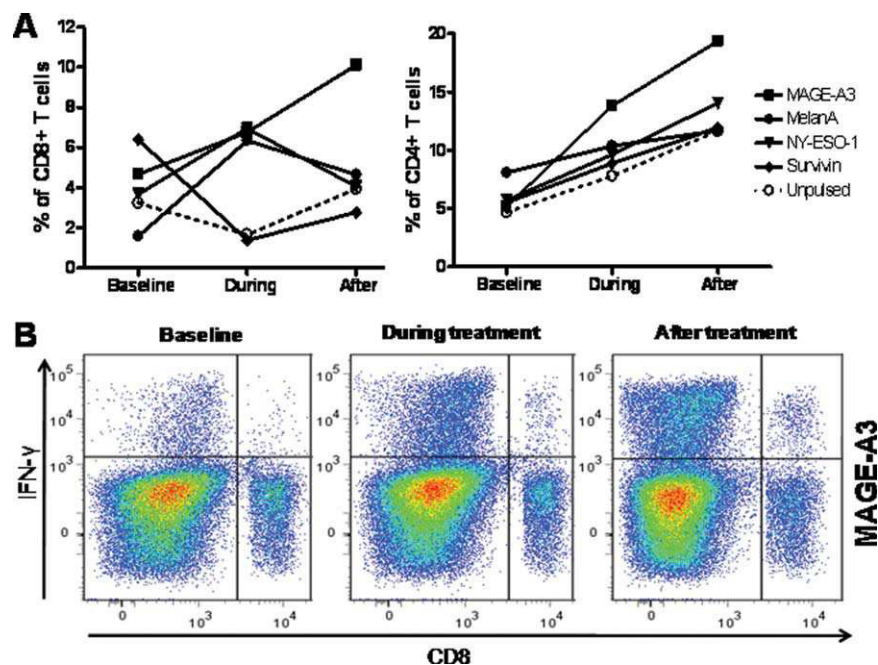 A
12
10
8
6
4
2
0
% of CD8+ T cells
Baseline
During
After
20
15
10
5
0
% of CD4+ T cells
Baseline
During
After
MAGE-A3
MelanA
NY-ESO-1
Survivin
Unpulsed
B
Baseline
During treatment
After treatment
IFN-γ
10⁵
10⁴
10³
0
10⁵
10⁴
10³
0
10⁵
10⁴
10³
0
0
10³
10⁴
0
10³
10⁴
0
10³
10⁴
CD8
MAGE-A3